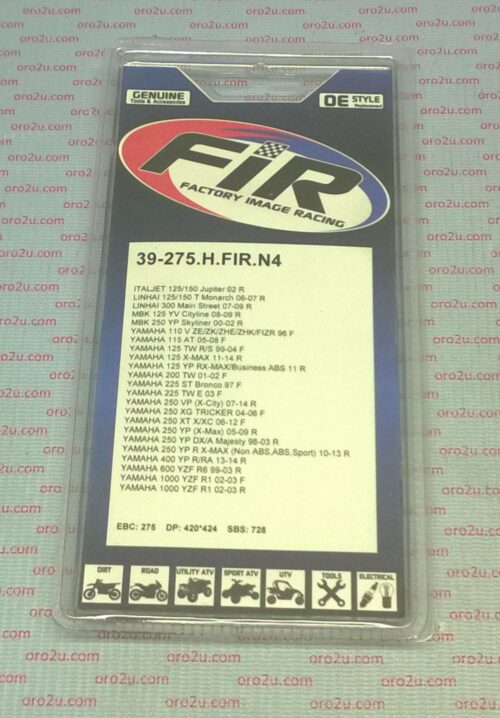 GENUINE
Tools & Accessories
OE STYLE
Replacement
FIR
FACTORY IMAGE RACING
39-275.H.FIR.N4
ITALJET 125/150 Jupiter 02 R
LINHAI 125/150 T Monarch 06-07 R
LINHAI 300 Main Street 07-09 R
MBK 125 YV Cityline 08-09 R
MBK 250 YP Skyliner 00-02 R
YAMAHA 110 V ZE/ZK/ZHE/ZHK/FIZR 96 F
YAMAHA 115 AT 05-08 F
YAMAHA 125 TW R/S 99-04 F
YAMAHA 125 X-MAX 11-14 R
YAMAHA 125 YP RX-MAX/Business ABS 11 R
YAMAHA 200 TW 01-02 F
YAMAHA 225 ST Bronco 97 F
YAMAHA 225 TW E 03 F
YAMAHA 250 VP (X-City) 07-14 R
YAMAHA 250 XG TRICKER 04-06 F
YAMAHA 250 XT X/XC 06-12 F
YAMAHA 250 YP (X-Max) 05-09 R
YAMAHA 250 YP DX/A Majesty 98-03 R
YAMAHA 250 YP R X-MAX (Non ABS,ABS,Sport) 10-13 R
YAMAHA 400 YP R/RA 13-14 R
YAMAHA 600 YZF R6 99-03 R
YAMAHA 1000 YZF R1 02-03 F
YAMAHA 1000 YZF R1 02-03 R
EBC: 275 DP: 420*424 SBS: 728
DIRT ROAD UTILITY ATV SPORT ATV UTV TOOLS ELECTRICAL
oro2u.com